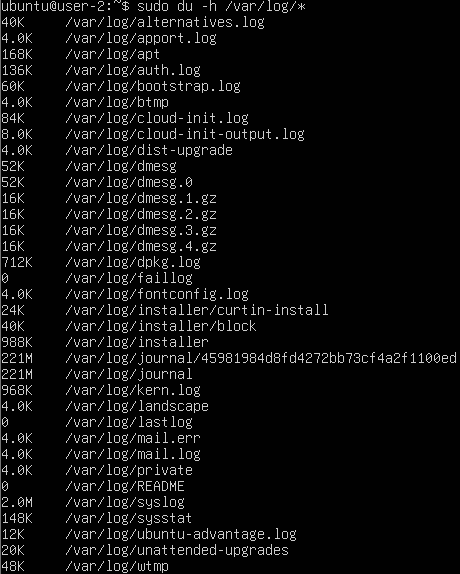 ubuntu@user-2:~$ sudo du -h /var/log/*
40K /var/log/alternatives.log
4.0K /var/log/apport.log
168K /var/log/apt
136K /var/log/auth.log
60K /var/log/bootstrap.log
4.0K /var/log/btmp
84K /var/log/cloud-init.log
8.0K /var/log/cloud-init-output.log
4.0K /var/log/dist-upgrade
52K /var/log/dmesg
52K /var/log/dmesg.0
16K /var/log/dmesg.1.gz
16K /var/log/dmesg.2.gz
16K /var/log/dmesg.3.gz
16K /var/log/dmesg.4.gz
712K /var/log/dpkg.log
0 /var/log/faillog
4.0K /var/log/fontconfig.log
24K /var/log/installer/curtin-install
40K /var/log/installer/block
988K /var/log/installer
221M /var/log/journal/45981984d8fd4272bb73cf4a2f1100ed
221M /var/log/journal
968K /var/log/kern.log
4.0K /var/log/landscape
0 /var/log/lastlog
4.0K /var/log/mail.err
4.0K /var/log/mail.log
4.0K /var/log/private
0 /var/log/README
2.0M /var/log/syslog
148K /var/log/sysstat
12K /var/log/ubuntu-advantage.log
20K /var/log/unattended-upgrades
48K /var/log/wtmp